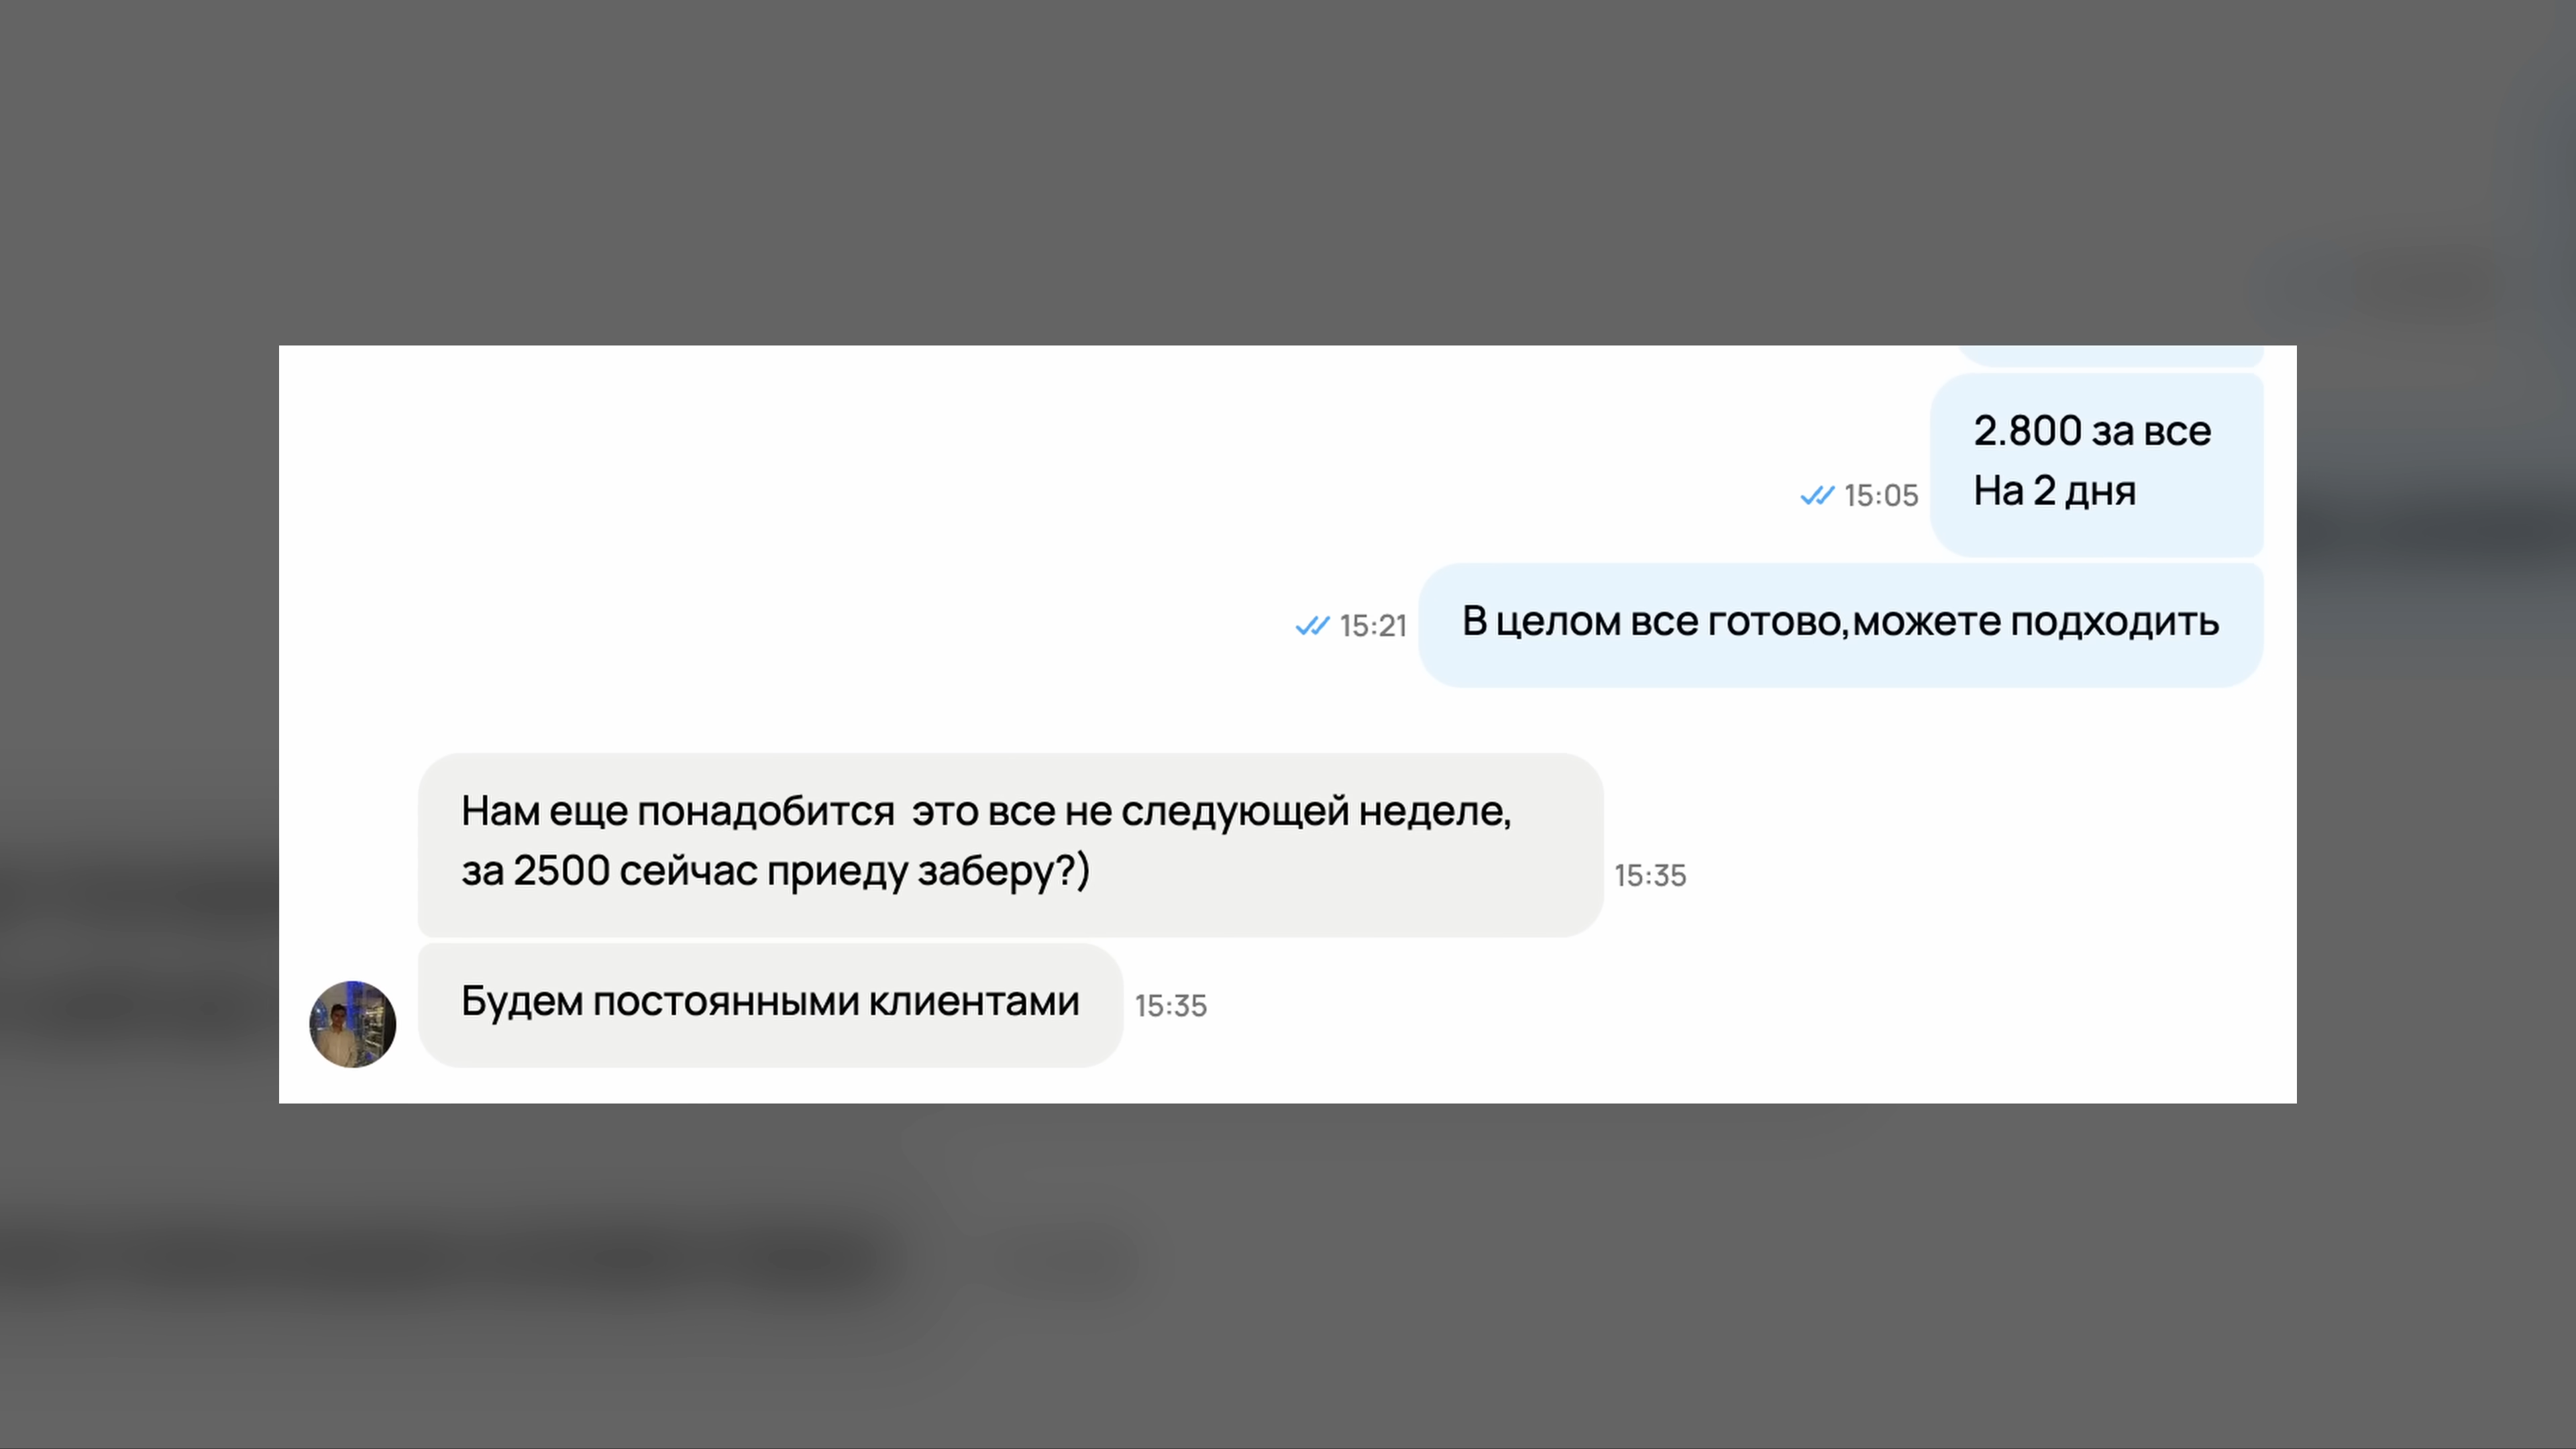 2.800 за все
На 2 дня
15:05
В целом все готово,можете подходить
15:21
Нам еще понадобится  это все не следующей неделе,
за 2500 сейчас приеду заберу?)
15:35
Будем постоянными клиентами
15:35